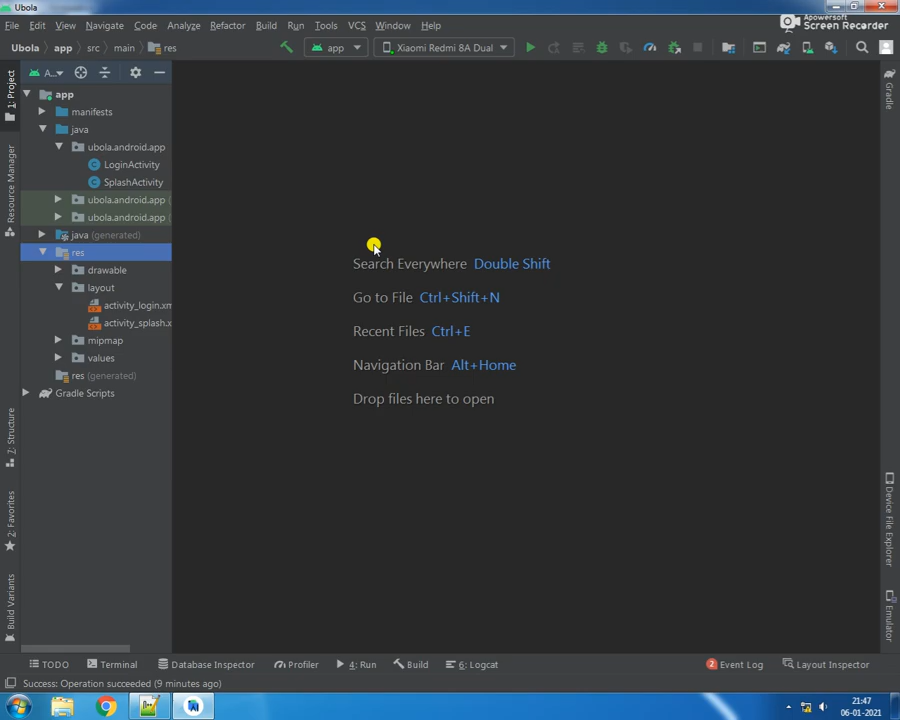 Ubola
File Edit View Navigate Code Analyze Refactor Build Run Tools VCS Window Help
Apowersoft
Screen Recorder
Ubola app src main res
app
Xiaomi Redmi 8A Dual
A...
1: Project
Resource Manager
7: Structure
2: Favorites
Build Variants
app
manifests
java
ubola.android.app
LoginActivity
SplashActivity
ubola.android.app (
ubola.android.app (
java (generated)
res
drawable
layout
activity_login.xm
activity_splash.x
mipmap
values
res (generated)
Gradle Scripts
Search Everywhere Double Shift
Go to File Ctrl+Shift+N
Recent Files Ctrl+E
Navigation Bar Alt+Home
Drop files here to open
Gradle
Device File Explorer
Emulator
TODO Terminal Database Inspector Profiler 4: Run Build 6: Logcat 2 Event Log Layout Inspector
Success: Operation succeeded (9 minutes ago)
21:47
06-01-2021